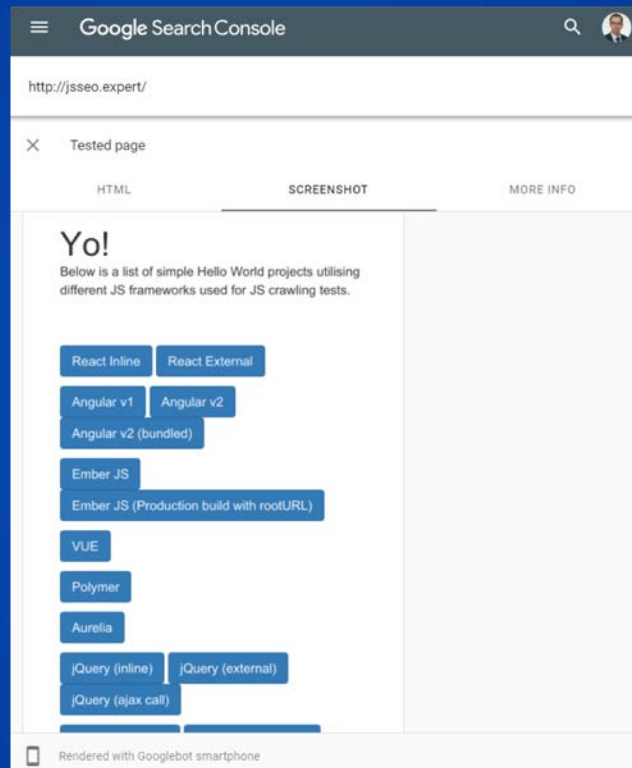 Google Search Console
http://jsseo.expert/
Tested page
HTML SCREENSHOT MORE INFO
Yo!
Below is a list of simple Hello World projects utilising
different JS frameworks used for JS crawling tests.
React Inline React External
Angular v1 Angular v2
Angular v2 (bundled)
Ember JS
Ember JS (Production build with rootURL)
VUE
Polymer
Aurelia
jQuery (inline) jQuery (external)
jQuery (ajax call)
Rendered with Googlebot smartphone